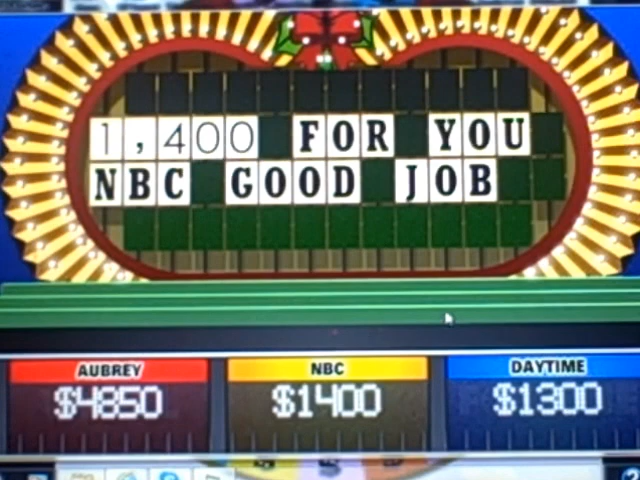 1,400 FOR YOU
NBC GOOD JOB
AUBREY
NBC
DAYTIME
$4850
$1400
$1300